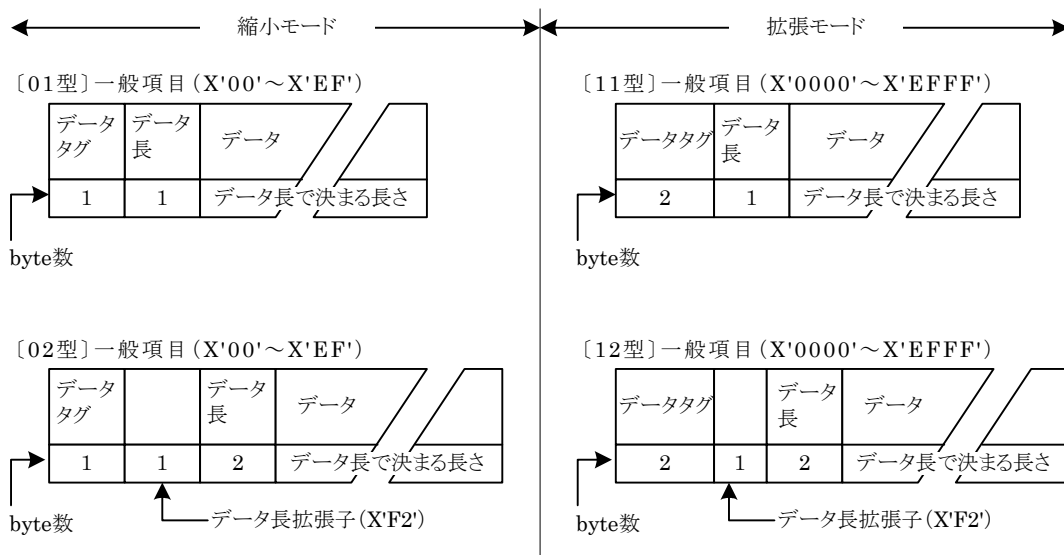 縮小モード
拡張モード
〔01型〕一般項目(X'00'~X'EF')
データタグ
データ長
データ
1
1
データ長で決まる長さ
byte数
〔11型〕一般項目(X'0000'~X'EFFF')
データタグ
データ長
データ
2
1
データ長で決まる長さ
byte数
〔02型〕一般項目(X'00'~X'EF')
データタグ
データ長
データ
1
1
2
データ長で決まる長さ
byte数
データ長拡張子(X'F2')
〔12型〕一般項目(X'0000'~X'EFFF')
データタグ
データ長
データ
2
1
2
データ長で決まる長さ
byte数
データ長拡張子(X'F2')